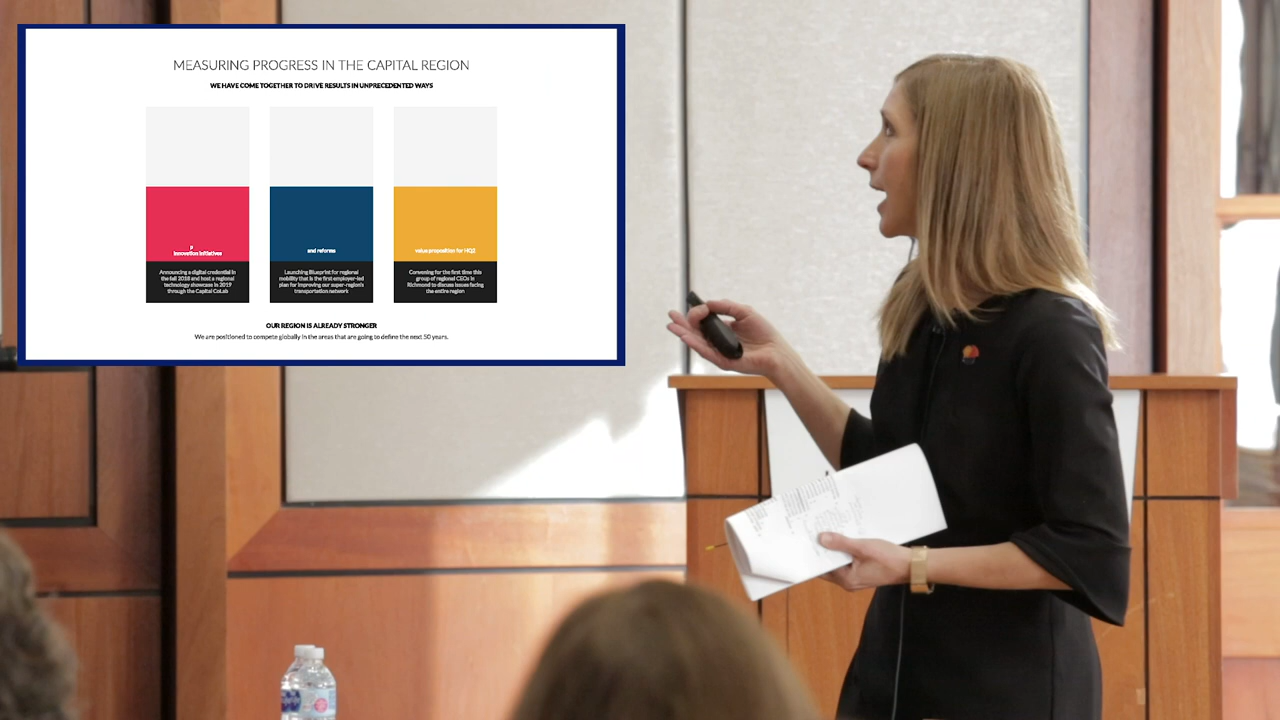 MEASURING PROGRESS IN THE CAPITAL REGION
WE HAVE COME TOGETHER TO DRIVE RESULTS IN UNPRECEDENTED WAYS
p
innovation initiatives
Announcing a digital credential in
the fall 2018 and host a regional
technology showcase in 2019
through the Capital CoLab
and reforms
Launching Blueprint for regional
mobility that is the first employer-led
plan for improving our super-region's
transportation network
value proposition for HQ2
Convening for the first time this
group of regional CEOs in
Richmond to discuss issues facing
the entire region
OUR REGION IS ALREADY STRONGER
We are positioned to compete globally in the areas that are going to define the next 50 years.